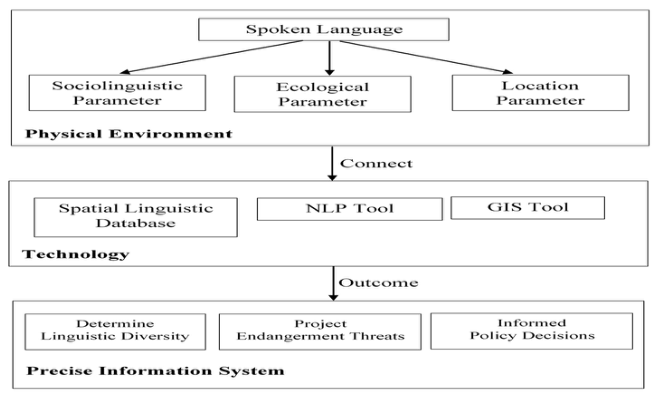 Spoken Language
Sociolinguistic
Parameter
Ecological
Parameter
Location
Parameter
Physical Environment
Connect
Spatial Linguistic
Database
NLP Tool
GIS Tool
Technology
Outcome
Determine
Linguistic Diversity
Project
Endangerment Threats
Informed
Policy Decisions
Precise Information System